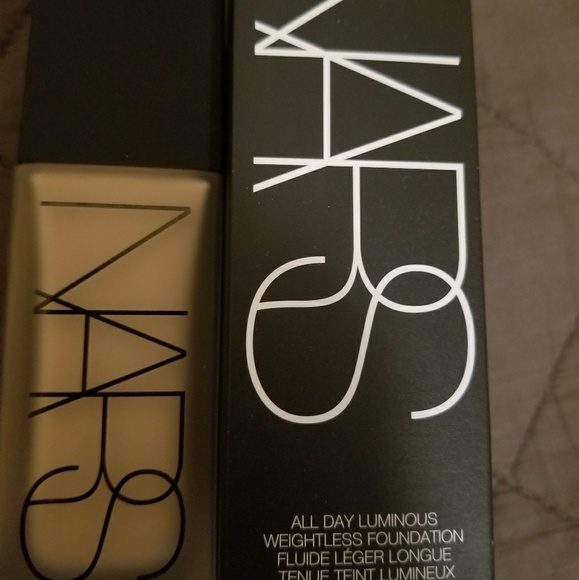 NARS
NARS
ALL DAY LUMINOUS
WEIGHTLESS FOUNDATION
FLUIDE LÉGER LONGUE
TENUE TEINT LUMINEUX